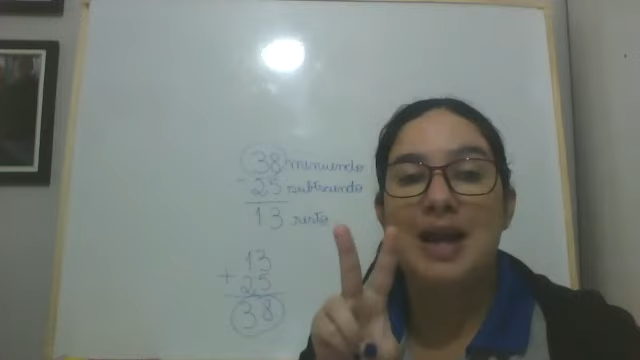 38 minuendo
- 25 subtraendo
13 resto
13
+ 25
38